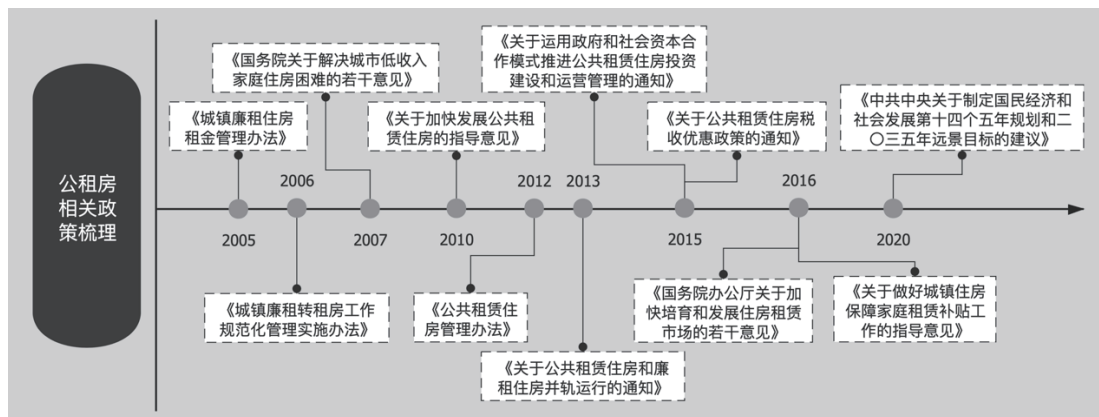 公租房
相关政
策梳理
《城镇廉租住房
租金管理办法》
2005
2006
《城镇廉租转租房工作
规范化管理实施办法》
《国务院关于解决城市低收入
家庭住房困难的若干意见》
2007
《关于加快发展公共租
赁住房的指导意见》
2010
2012
《公共租赁住
房管理办法》
2013
《关于公共租赁住房和廉
租住房并轨运行的通知》
《关于运用政府和社会资本合
作模式推进公共租赁住房投资
建设和运营管理的通知》
《关于公共租赁住房税
收优惠政策的通知》
2015
2016
《国务院办公厅关于加
快培育和发展住房租赁
市场的若干意见》
《关于做好城镇住房
保障家庭租赁补贴工
作的指导意见》
《中共中央关于制定国民经济和
社会发展第十四个五年规划和二
〇三五年远景目标的建议》
2020